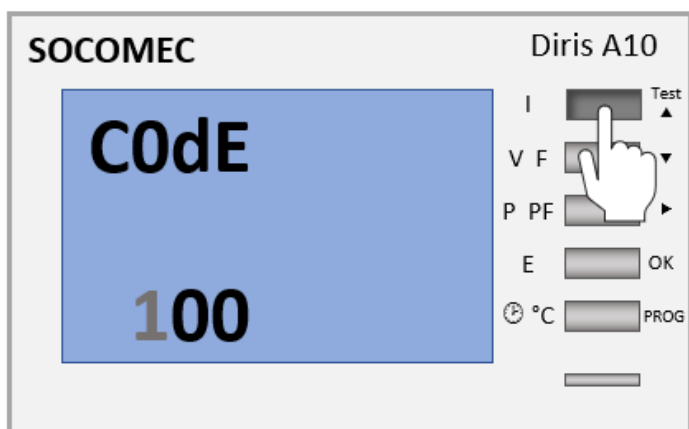 SOCOMEC
Diris A10
C0dE
100
I Test ▲
V F ▼
P PF ►
E OK
🕑 °C PROG